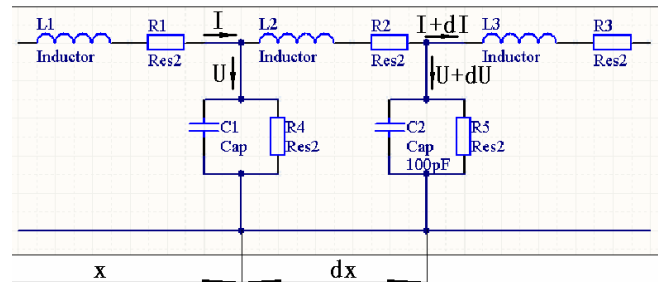 L1
Inductor
R1
Res2
I
L2
Inductor
R2
Res2
I+dI
L3
Inductor
R3
Res2
U
U+dU
C1
Cap
R4
Res2
C2
Cap
100pF
R5
Res2
x
dx